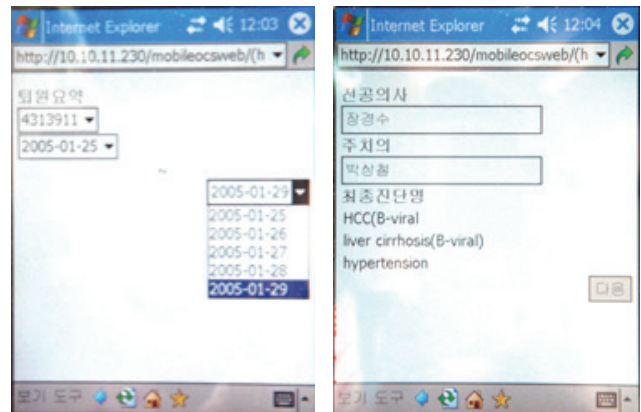 Internet Explorer 12:03
http://10.10.11.230/mobileocsweb/(h
퇴원요약
4313911
2005-01-25
~
2005-01-29
2005-01-25
2005-01-26
2005-01-27
2005-01-28
2005-01-29
보기 도구
Internet Explorer 12:04
http://10.10.11.230/mobileocsweb/(h
전공의사
장경수
주치의
박상철
최종진단명
HCC(B-viral
liver cirrhosis(B-viral)
hypertension
다음
보기 도구